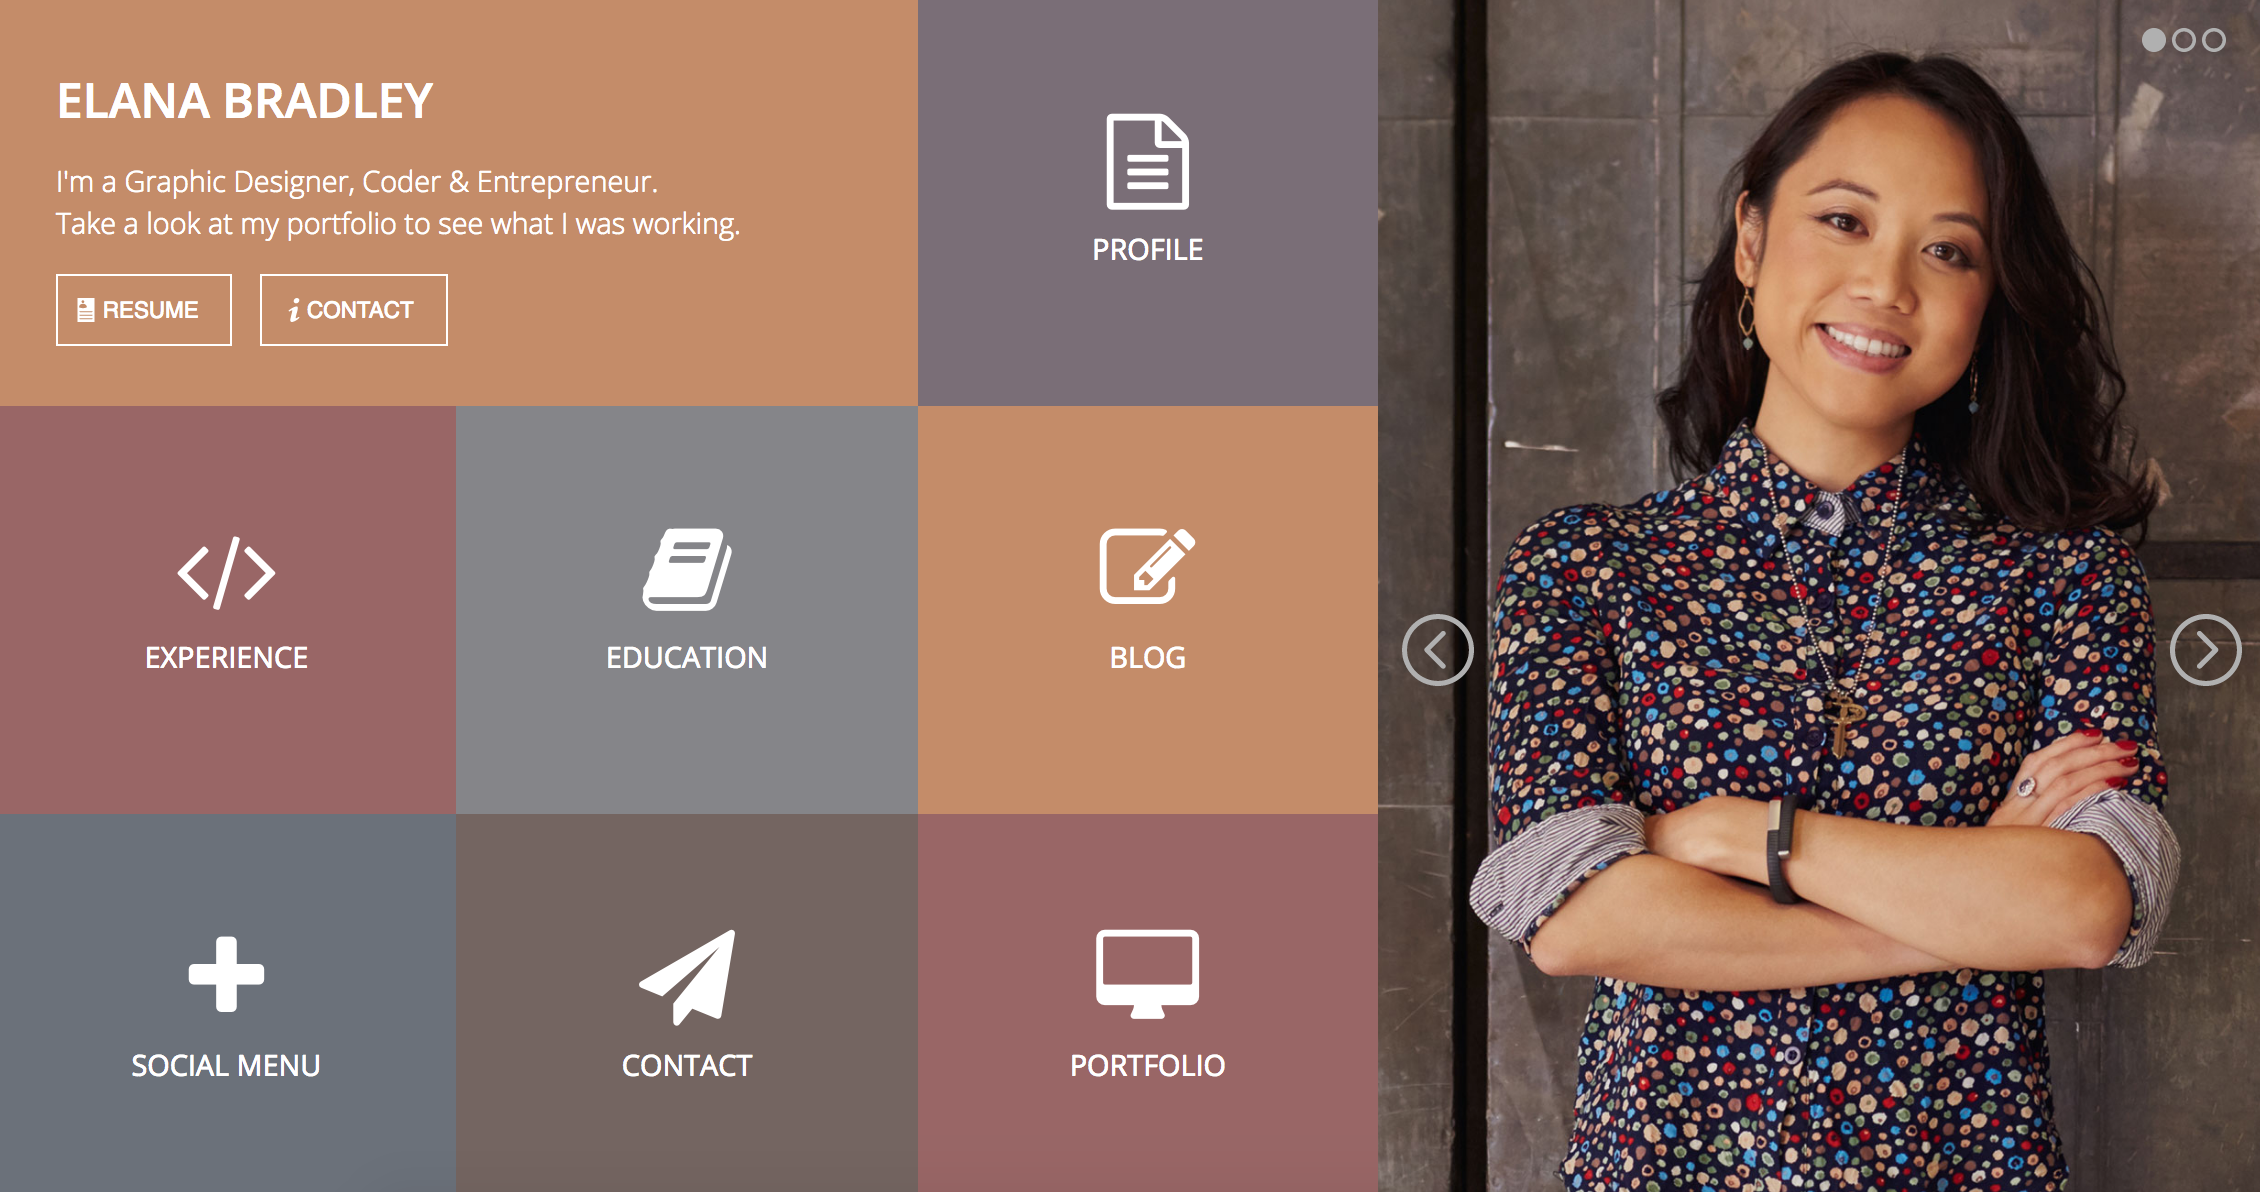 ELANA BRADLEY
I'm a Graphic Designer, Coder & Entrepreneur.
Take a look at my portfolio to see what I was working.
RESUME
CONTACT
PROFILE
EXPERIENCE
EDUCATION
BLOG
SOCIAL MENU
CONTACT
PORTFOLIO